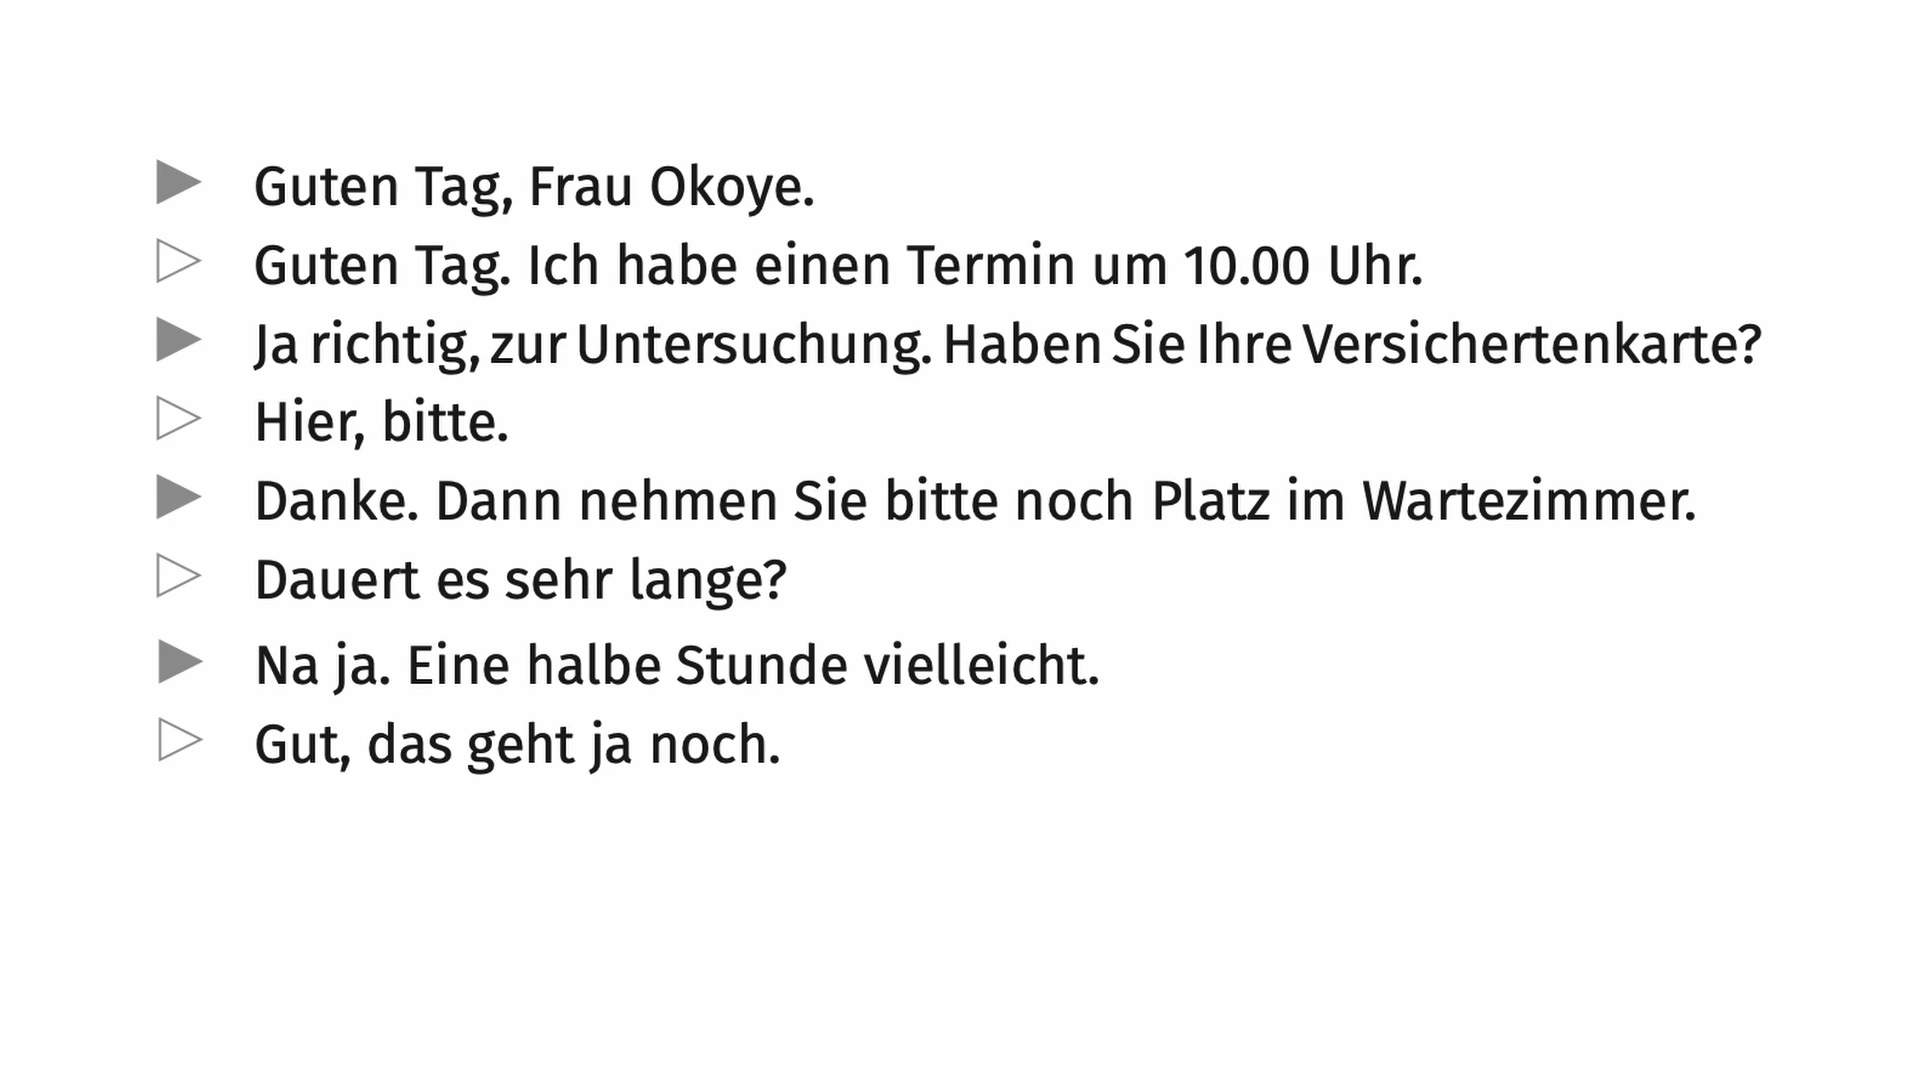 Guten Tag, Frau Okoye.
Guten Tag. Ich habe einen Termin um 10.00 Uhr.
Ja richtig, zur Untersuchung. Haben Sie Ihre Versichertenkarte?
Hier, bitte.
Danke. Dann nehmen Sie bitte noch Platz im Wartezimmer.
Dauert es sehr lange?
Na ja. Eine halbe Stunde vielleicht.
Gut, das geht ja noch.